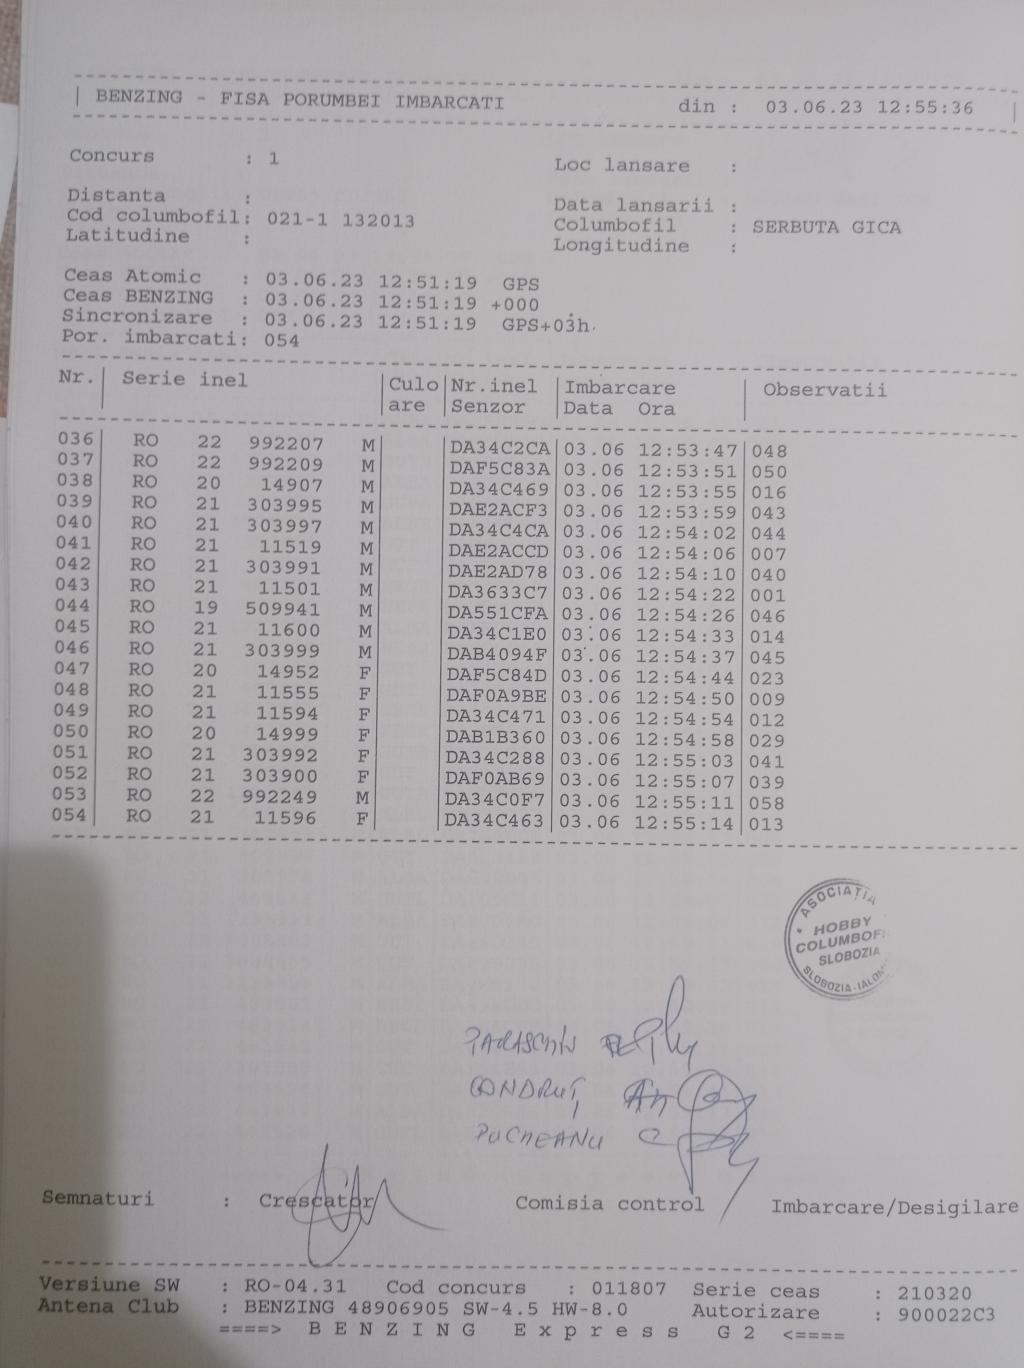 | BENZING - FISA PORUMBEI IMBARCATI din : 03.06.23 12:55:36 |
Concurs : 1 Loc lansare :
Distanta : Data lansarii :
Cod columbofil: 021-1 132013 Columbofil : SERBUTA GICA
Latitudine : Longitudine :
Ceas Atomic : 03.06.23 12:51:19 GPS
Ceas BENZING : 03.06.23 12:51:19 +000
Sincronizare : 03.06.23 12:51:19 GPS+03h
Por. imbarcati: 054
Nr.| Serie inel |Culo|Nr.inel |Imbarcare | Observatii
|are |Senzor |Data Ora |
036 RO 22 992207 M DA34C2CA 03.06 12:53:47 048
037 RO 22 992209 M DAF5C83A 03.06 12:53:51 050
038 RO 20 14907 M DA34C469 03.06 12:53:55 016
039 RO 21 303995 M DAE2ACF3 03.06 12:53:59 043
040 RO 21 303997 M DA34C4CA 03.06 12:54:02 044
041 RO 21 11519 M DAE2ACCD 03.06 12:54:06 007
042 RO 21 303991 M DAE2AD78 03.06 12:54:10 040
043 RO 21 11501 M DA3633C7 03.06 12:54:22 001
044 RO 19 509941 M DA551CFA 03.06 12:54:26 046
045 RO 21 11600 M DA34C1E0 03.06 12:54:33 014
046 RO 21 303999 M DAB4094F 03.06 12:54:37 045
047 RO 20 14952 F DAF5C84D 03.06 12:54:44 023
048 RO 21 11555 F DAF0A9BE 03.06 12:54:50 009
049 RO 21 11594 F DA34C471 03.06 12:54:54 012
050 RO 20 14999 F DAB1B360 03.06 12:54:58 029
051 RO 21 303992 F DA34C288 03.06 12:55:03 041
052 RO 21 303900 F DAF0AB69 03.06 12:55:07 039
053 RO 22 992249 M DA34C0F7 03.06 12:55:11 058
054 RO 21 11596 F DA34C463 03.06 12:55:14 013
ASOCIAȚIA
HOBBY
COLUMBOFI
SLOBOZIA
SLOBOZIA-IALOM
PARASCHIV
CONDRUȚ
PUCHEANU
Semnaturi : Crescator Comisia control Imbarcare/Desigilare
Versiune SW : RO-04.31 Cod concurs : 011807 Serie ceas : 210320
Antena Club : BENZING 48906905 SW-4.5 HW-8.0 Autorizare : 900022C3
====> B E N Z I N G E x p r e s s G 2 <====